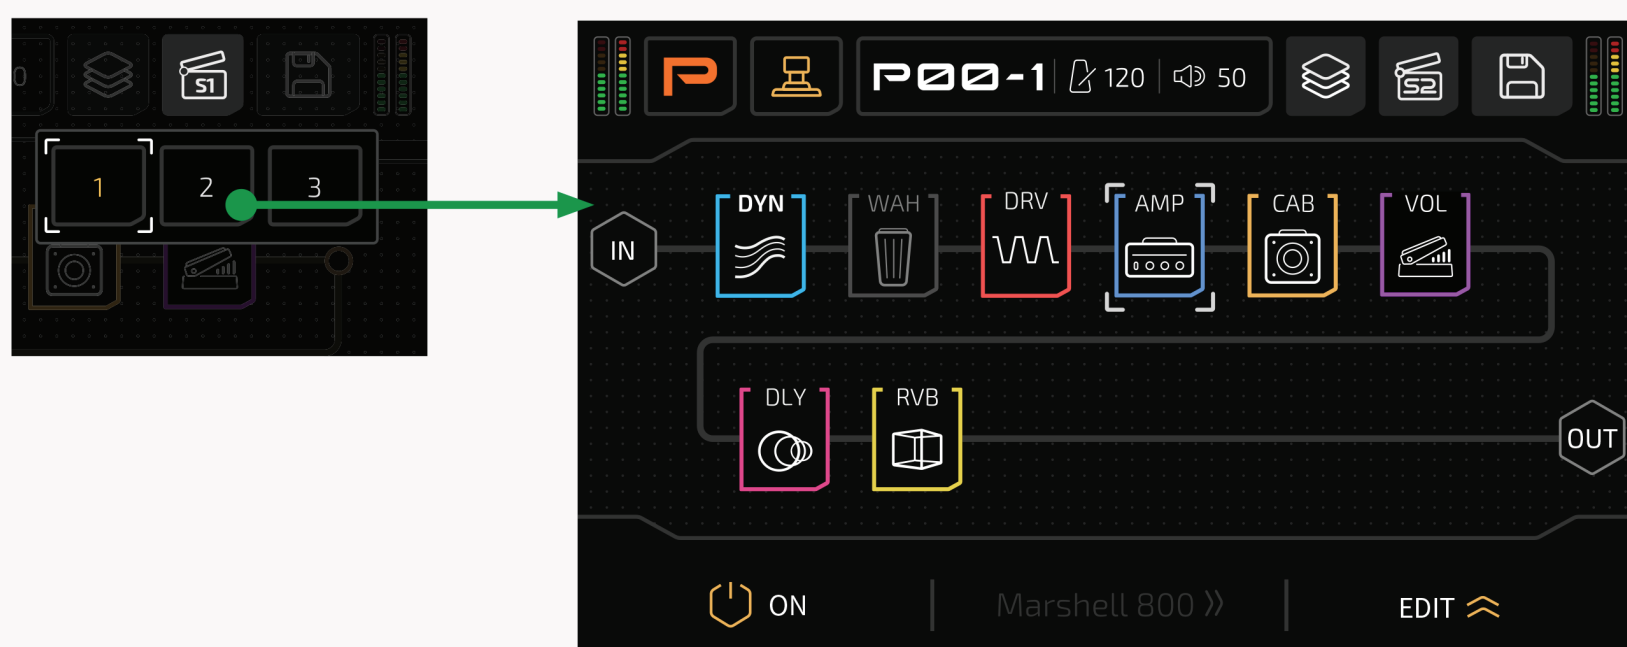 0
S1
1 2 3
P00-1 120 50
S2
DYN WAH DRV AMP CAB VOL
IN
DLY RVB
OUT
ON Marshell 800 EDIT